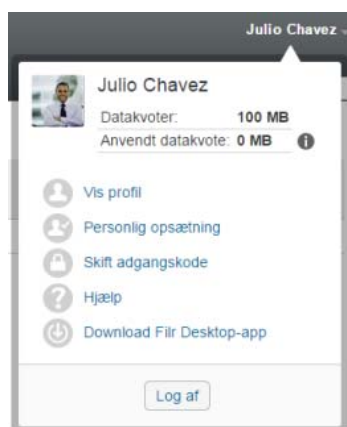 Julio Chavez
Julio Chavez
Datakvoter: 100 MB
Anvendt datakvote: 0 MB
Vis profil
Personlig opsætning
Skift adgangskode
Hjælp
Download Filr Desktop-app
Log af